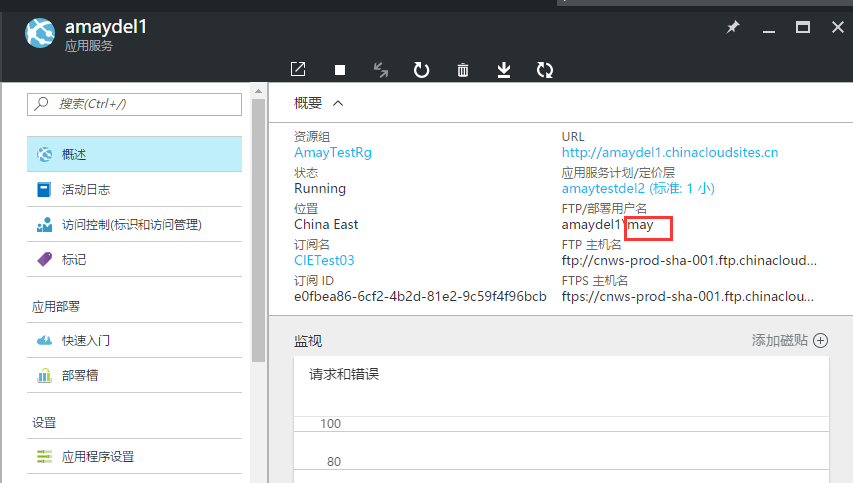 amaydel1
应用服务
搜索(Ctrl+/)
概述
活动日志
访问控制(标识和访问管理)
标记
应用部署
快速入门
部署槽
设置
应用程序设置
概要
资源组
AmayTestRg
状态
Running
位置
China East
订阅名
CIETest03
订阅 ID
e0fbea86-6cf2-4b2d-81e2-9c59f4f96bcb
URL
http://amaydel1.chinacloudsites.cn
应用服务计划/定价层
amaytestdel2 (标准: 1 小)
FTP/部署用户名
amaydel1\may
FTP 主机名
ftp://cnws-prod-sha-001.ftp.chinacloud...
FTPS 主机名
ftps://cnws-prod-sha-001.ftp.chinaclou...
监视
添加磁贴
请求和错误
100
80